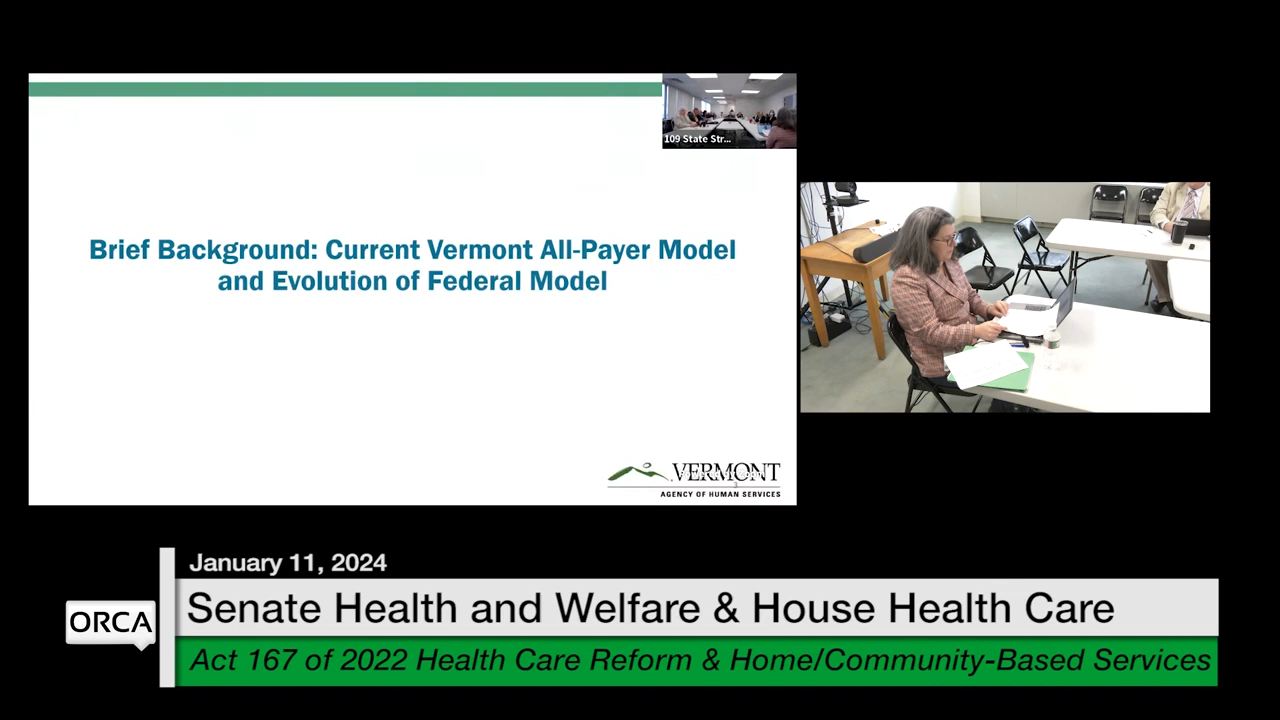 109 State Str...
Brief Background: Current Vermont All-Payer Model
and Evolution of Federal Model
VERMONT
3
AGENCY OF HUMAN SERVICES
January 11, 2024
ORCA
Senate Health and Welfare & House Health Care
Act 167 of 2022 Health Care Reform & Home/Community-Based Services